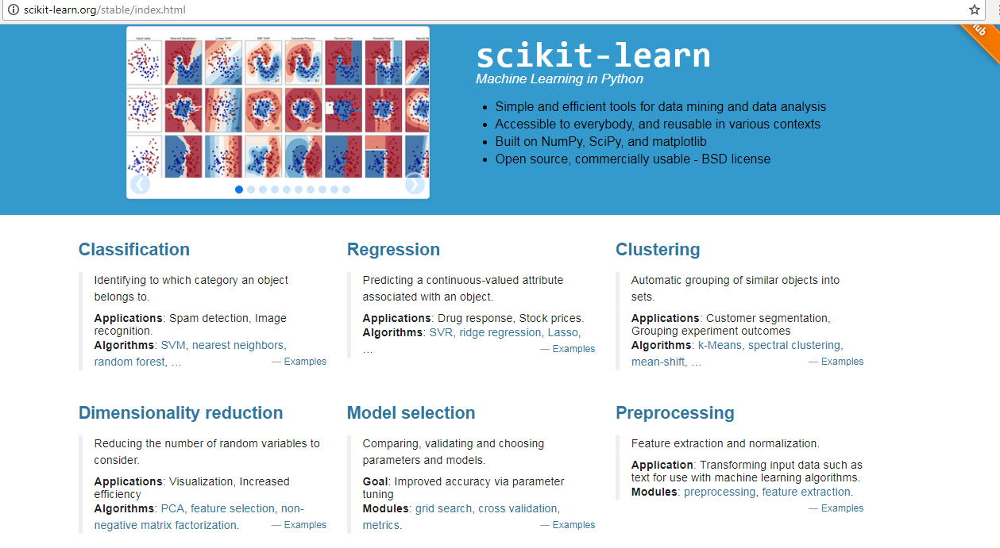 scikit-learn.org/stable/index.html
Input data Nearest Neighbors Linear SVM RBF SVM Gaussian Process Decision Tree Random Forest
scikit-learn
Machine Learning in Python
Simple and efficient tools for data mining and data analysis
Accessible to everybody, and reusable in various contexts
Built on NumPy, SciPy, and matplotlib
Open source, commercially usable - BSD license
Classification
Identifying to which category an object
belongs to.
Applications: Spam detection, Image
recognition.
Algorithms: SVM, nearest neighbors,
random forest, … — Examples
Regression
Predicting a continuous-valued attribute
associated with an object.
Applications: Drug response, Stock prices.
Algorithms: SVR, ridge regression, Lasso,
… — Examples
Clustering
Automatic grouping of similar objects into
sets.
Applications: Customer segmentation,
Grouping experiment outcomes
Algorithms: k-Means, spectral clustering,
mean-shift, … — Examples
Dimensionality reduction
Reducing the number of random variables to
consider.
Applications: Visualization, Increased
efficiency
Algorithms: PCA, feature selection, non-
negative matrix factorization. — Examples
Model selection
Comparing, validating and choosing
parameters and models.
Goal: Improved accuracy via parameter
tuning
Modules: grid search, cross validation,
metrics. — Examples
Preprocessing
Feature extraction and normalization.
Application: Transforming input data such as
text for use with machine learning algorithms.
Modules: preprocessing, feature extraction.
— Examples